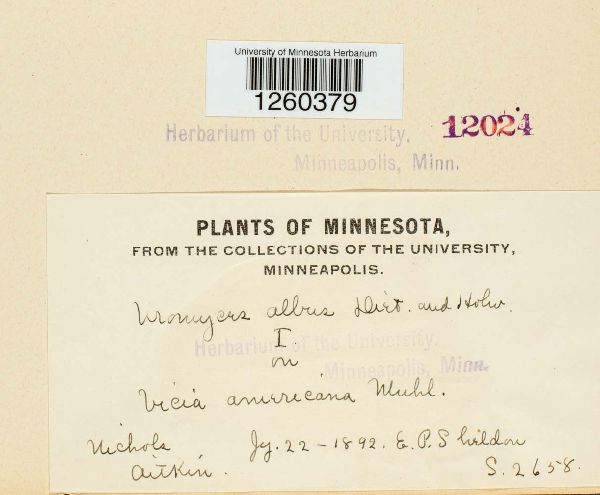 University of Minnesota Herbarium
1260379
12024
Herbarium of the University.
Minneapolis, Minn.
PLANTS OF MINNESOTA,
FROM THE COLLECTIONS OF THE UNIVERSITY,
MINNEAPOLIS.
Uromyces albus Diet. and Holw.
I.
Herbarium of the University.
on
Minneapolis, Minn.
Vicia americana Muhl.
Nichols Jy. 22 - 1892. E. P. Sheldon
Aitkin. S. 2658.